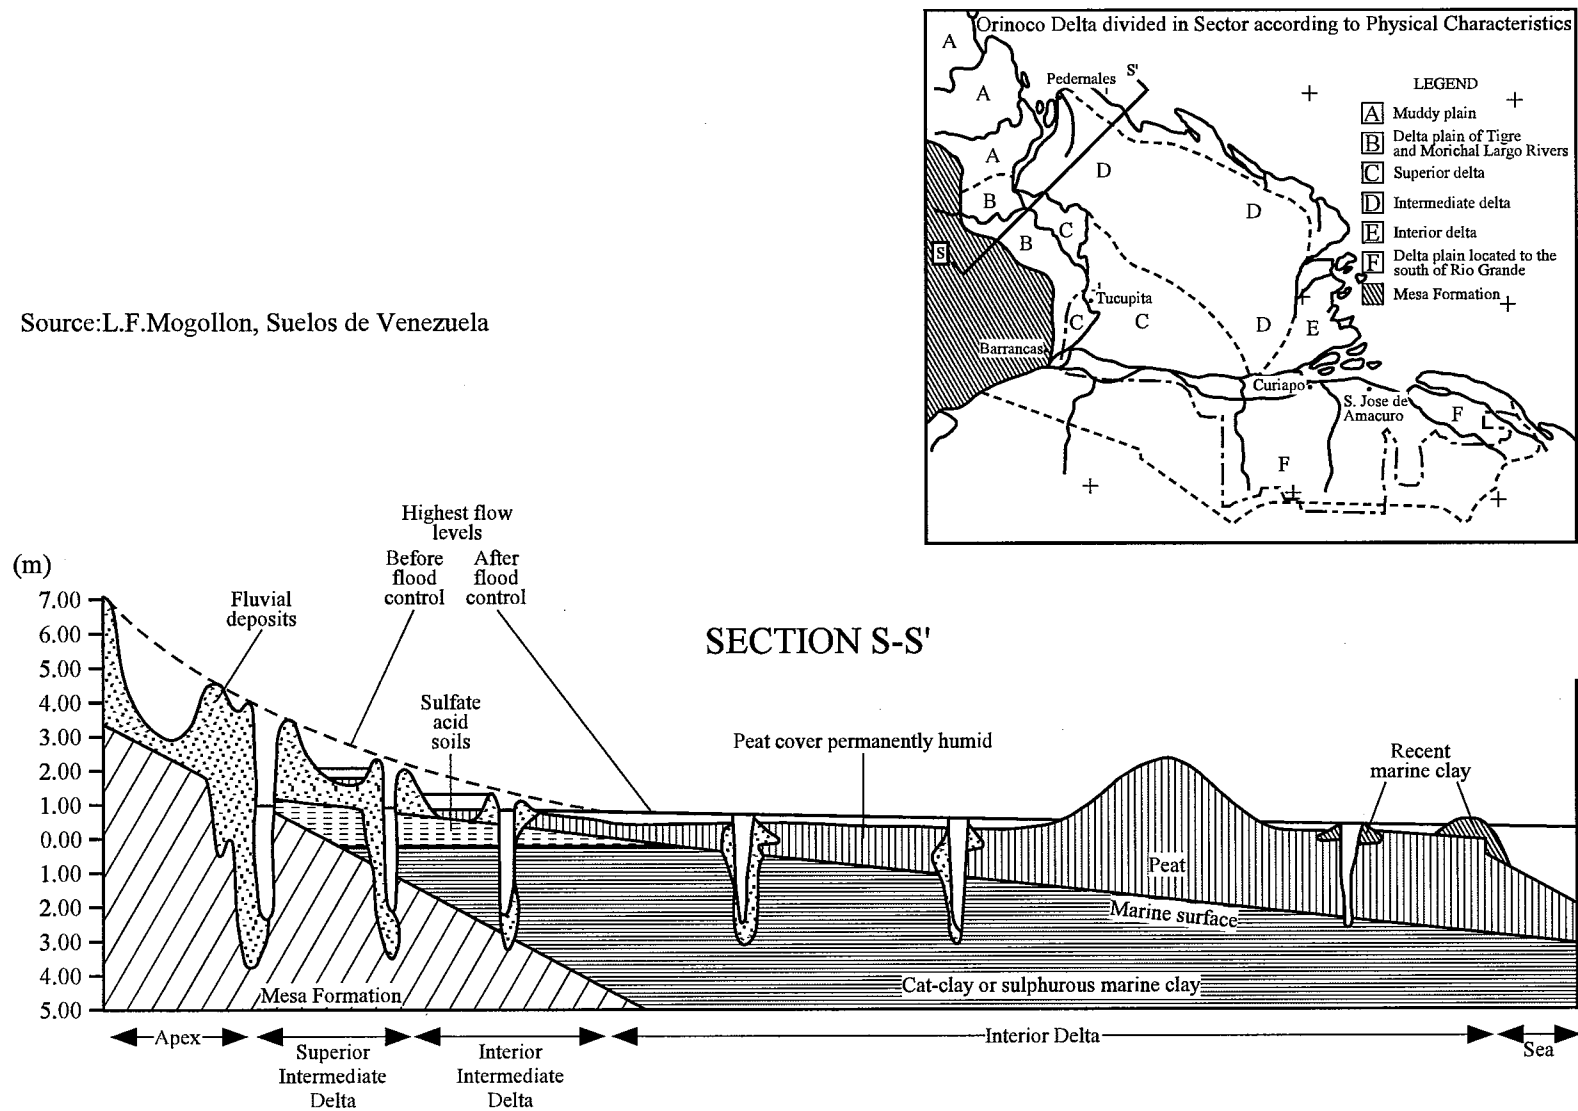 Orinoco Delta divided in Sector according to Physical Characteristics
A
Pedernales
S'
LEGEND
A
A Muddy plain
B Delta plain of Tigre
and Morichal Largo Rivers
A
D
C Superior delta
B
D
D Intermediate delta
B
C
E Interior delta
S
F Delta plain located to the
south of Rio Grande
Tucupita
Mesa Formation
C
C
D
E
Barrancas
Curiapo
S. Jose de
Amacuro
F
F
Source:L.F.Mogollon, Suelos de Venezuela
Highest flow
levels
Before
flood
control
After
flood
control
(m)
Fluvial
deposits
SECTION S-S'
Sulfate
acid
soils
Peat cover permanently humid
Recent
marine clay
7.00
6.00
5.00
4.00
3.00
2.00
1.00
0.00
1.00
2.00
3.00
4.00
5.00
Peat
Marine surface
Cat-clay or sulphurous marine clay
Mesa Formation
Apex
Superior
Intermediate
Delta
Interior
Intermediate
Delta
Interior Delta
Sea